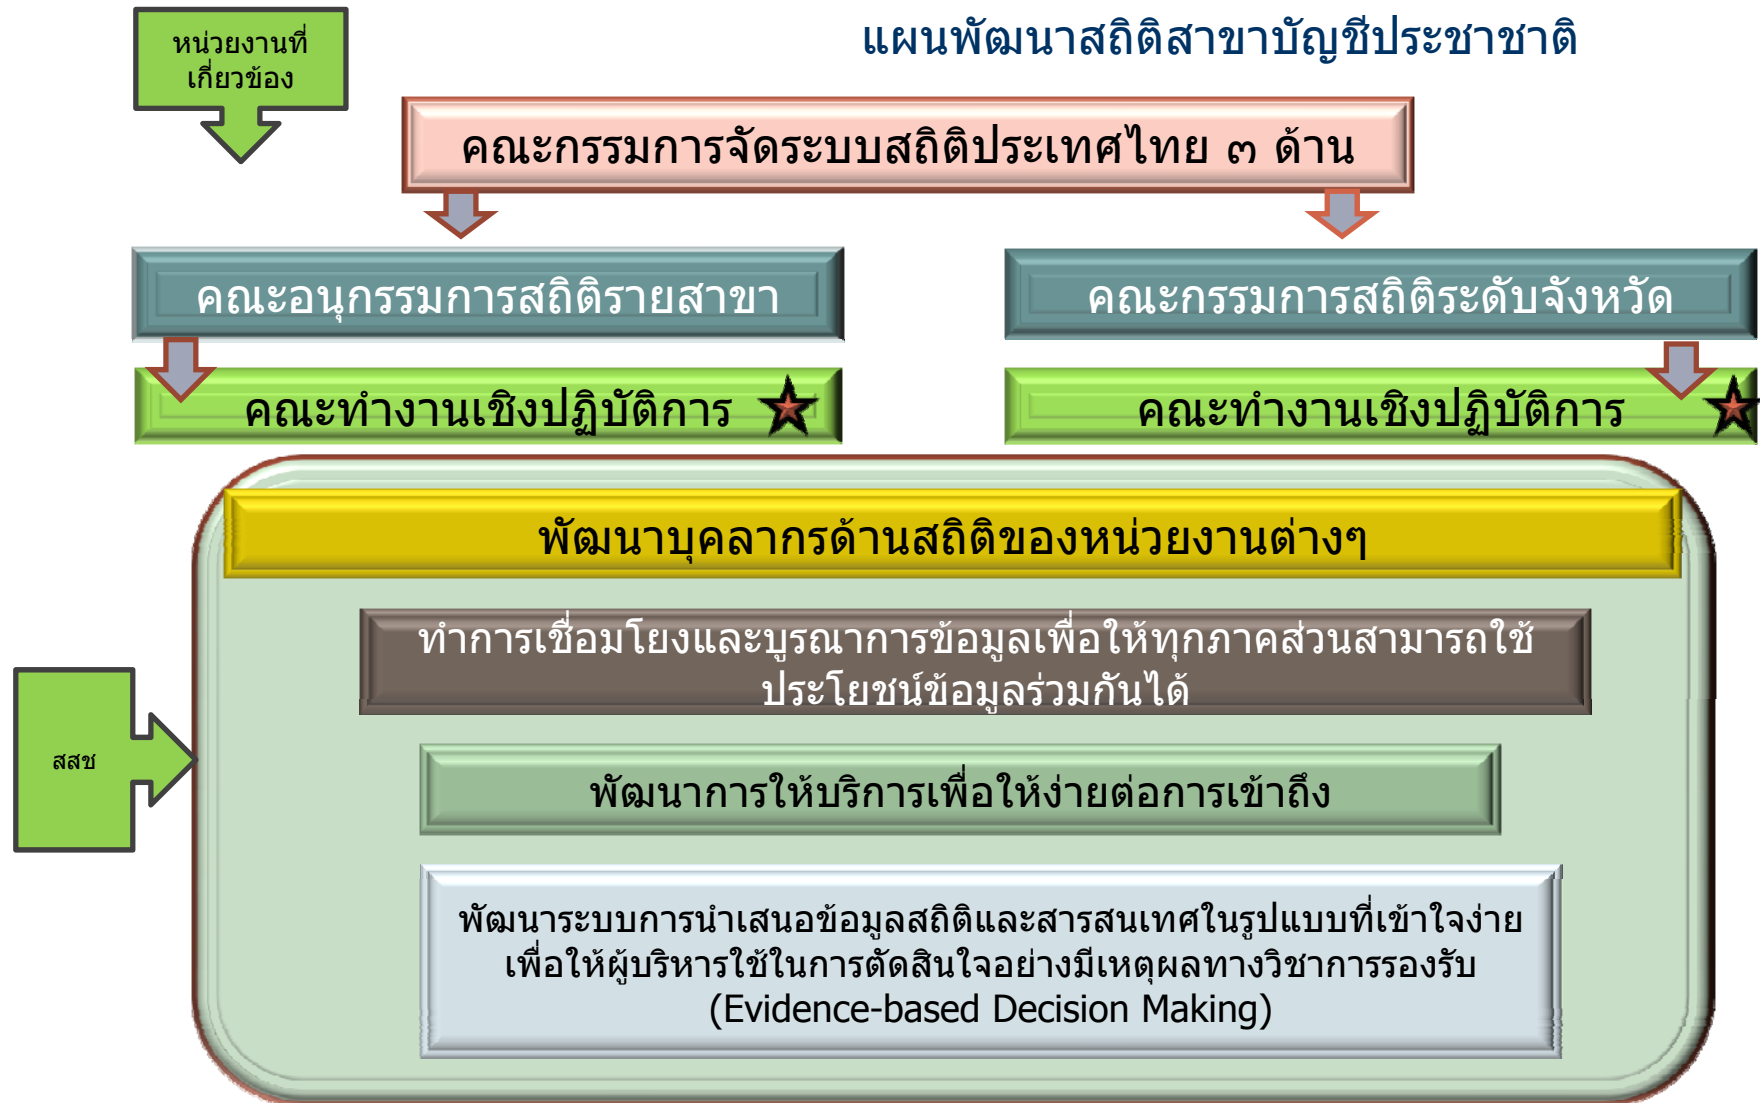 หน่วยงานที่
เกี่ยวข้อง
แผนพัฒนาสถิติสาขาบัญชีประชาชาติ
คณะกรรมการจัดระบบสถิติประเทศไทย ๓ ด้าน
คณะอนุกรรมการสถิติรายสาขา
คณะกรรมการสถิติระดับจังหวัด
คณะทำงานเชิงปฏิบัติการ
คณะทำงานเชิงปฏิบัติการ
พัฒนาบุคลากรด้านสถิติของหน่วยงานต่างๆ
ทำการเชื่อมโยงและบูรณาการข้อมูลเพื่อให้ทุกภาคส่วนสามารถใช้
ประโยชน์ข้อมูลร่วมกันได้
สสช
พัฒนาการให้บริการเพื่อให้ง่ายต่อการเข้าถึง
พัฒนาระบบการนำเสนอข้อมูลสถิติและสารสนเทศในรูปแบบที่เข้าใจง่าย
เพื่อให้ผู้บริหารใช้ในการตัดสินใจอย่างมีเหตุผลทางวิชาการรองรับ
(Evidence-based Decision Making)